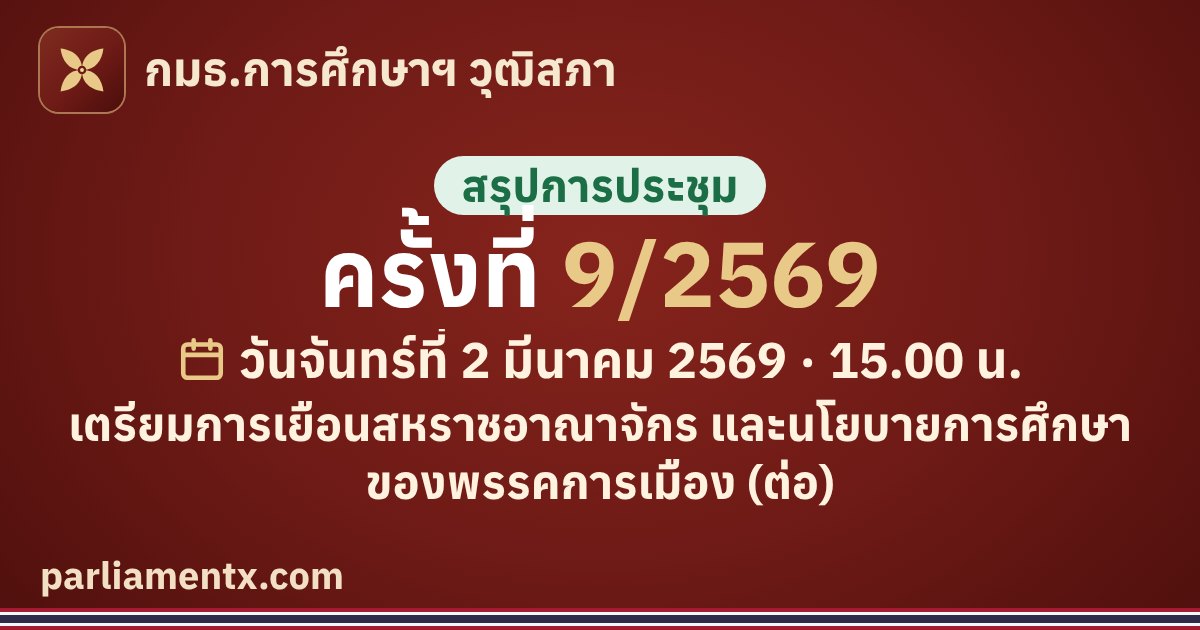 กมธ.การศึกษาฯ วุฒิสภา
สรุปการประชุม
ครั้งที่ 9/2569
วันจันทร์ที่ 2 มีนาคม 2569 · 15.00 น.
เตรียมการเยือนสหราชอาณาจักร และนโยบายการศึกษา
ของพรรคการเมือง (ต่อ)
parliamentx.com